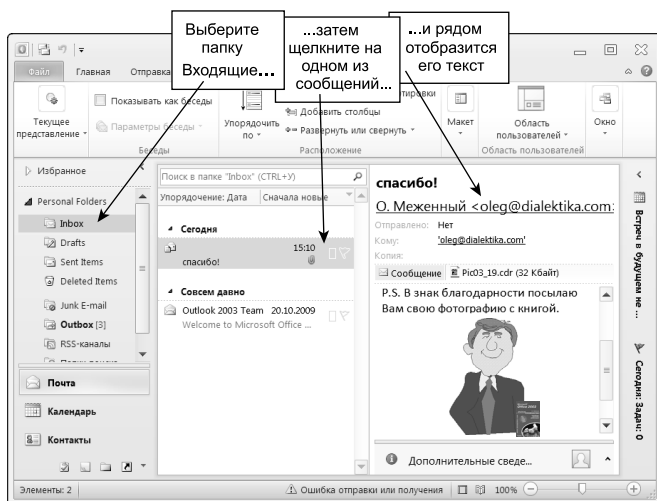 Выберите
папку
Входящие...
...затем
щелкните на
одном из
сообщений...
...и рядом
отобразится
его текст
Файл Главная Отправка
Текущее
представление
Показывать как беседы
Параметры беседы
Беседы
Упорядочить
по
Добавить столбцы
Развернуть или свернуть
Расположение
Макет
Область
пользователей
Область пользователей
Окно
Избранное
Personal Folders
Inbox
Drafts
Sent Items
Deleted Items
Junk E-mail
Outbox [3]
RSS-каналы
Почта
Календарь
Контакты
Поиск в папке "Inbox" (CTRL+У)
Упорядочение: Дата Сначала новые
Сегодня
15:10
спасибо!
Совсем давно
Outlook 2003 Team 20.10.2009
Welcome to Microsoft Office ...
спасибо!
О. Меженный <oleg@dialektika.com>
Отправлено: Нет
Кому: 'oleg@dialektika.com'
Копия:
Сообщение Pic03_19.cdr (32 Кбайт)
P.S. В знак благодарности посылаю
Вам свою фотографию с книгой.
Дополнительные сведе...
Встреч в будущем не ...
Сегодня: Задач: 0
Элементы: 2
Ошибка отправки или получения
100%